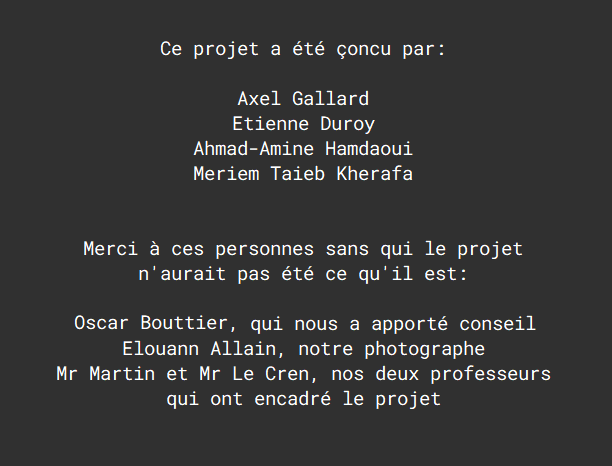 Ce projet a été çoncu par:
Axel Gallard
Etienne Duroy
Ahmad-Amine Hamdaoui
Meriem Taieb Kherafa
Merci à ces personnes sans qui le projet
n'aurait pas été ce qu'il est:
Oscar Bouttier, qui nous a apporté conseil
Elouann Allain, notre photographe
Mr Martin et Mr Le Cren, nos deux professeurs
qui ont encadré le projet